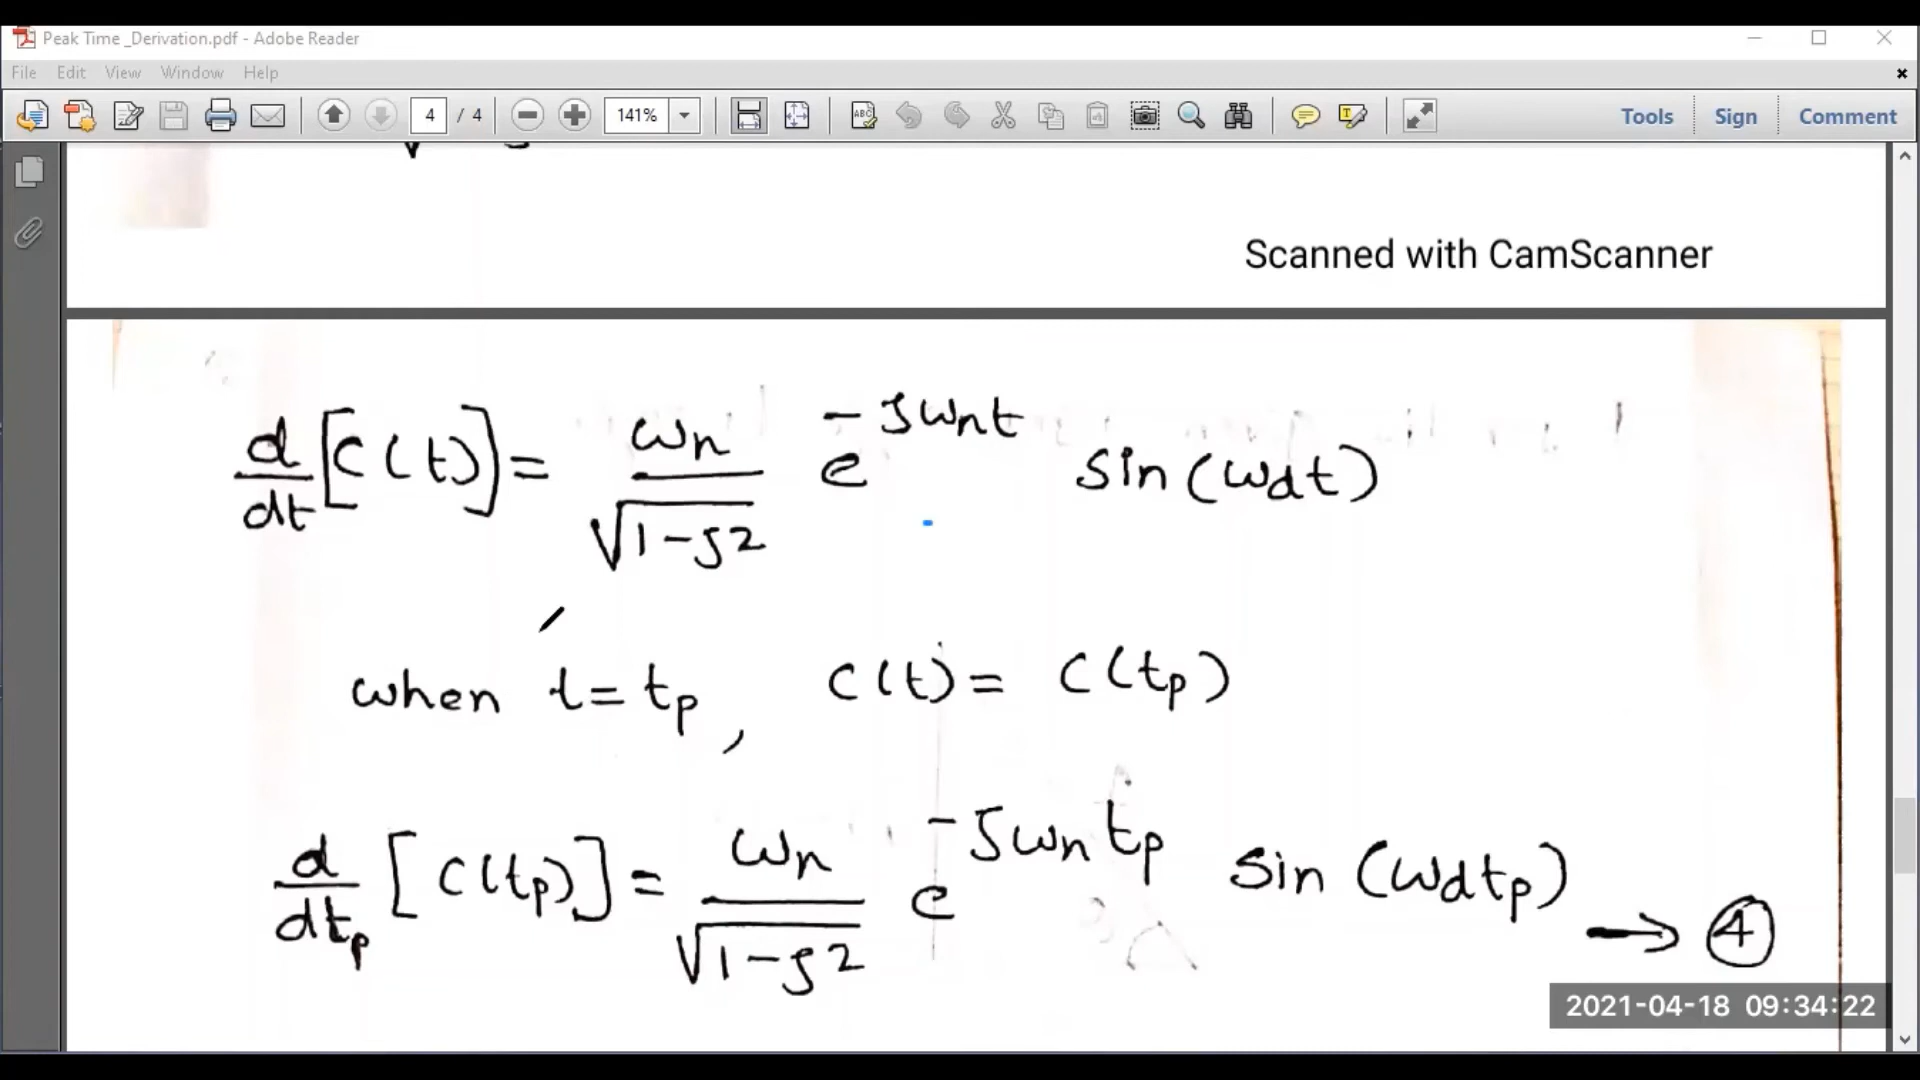 Peak Time _Derivation.pdf - Adobe Reader
File Edit View Window Help
4 / 4 141% Tools Sign Comment
Scanned with CamScanner
d/dt [C(t)] = ωn/√1-ζ2 e^-ζωnt sin(ωdt)
when t = tp, C(t) = C(tp)
d/dtp [C(tp)] = ωn/√1-ζ2 e^-ζωntp sin(ωdtp) → ④
2021-04-18 09:34:22